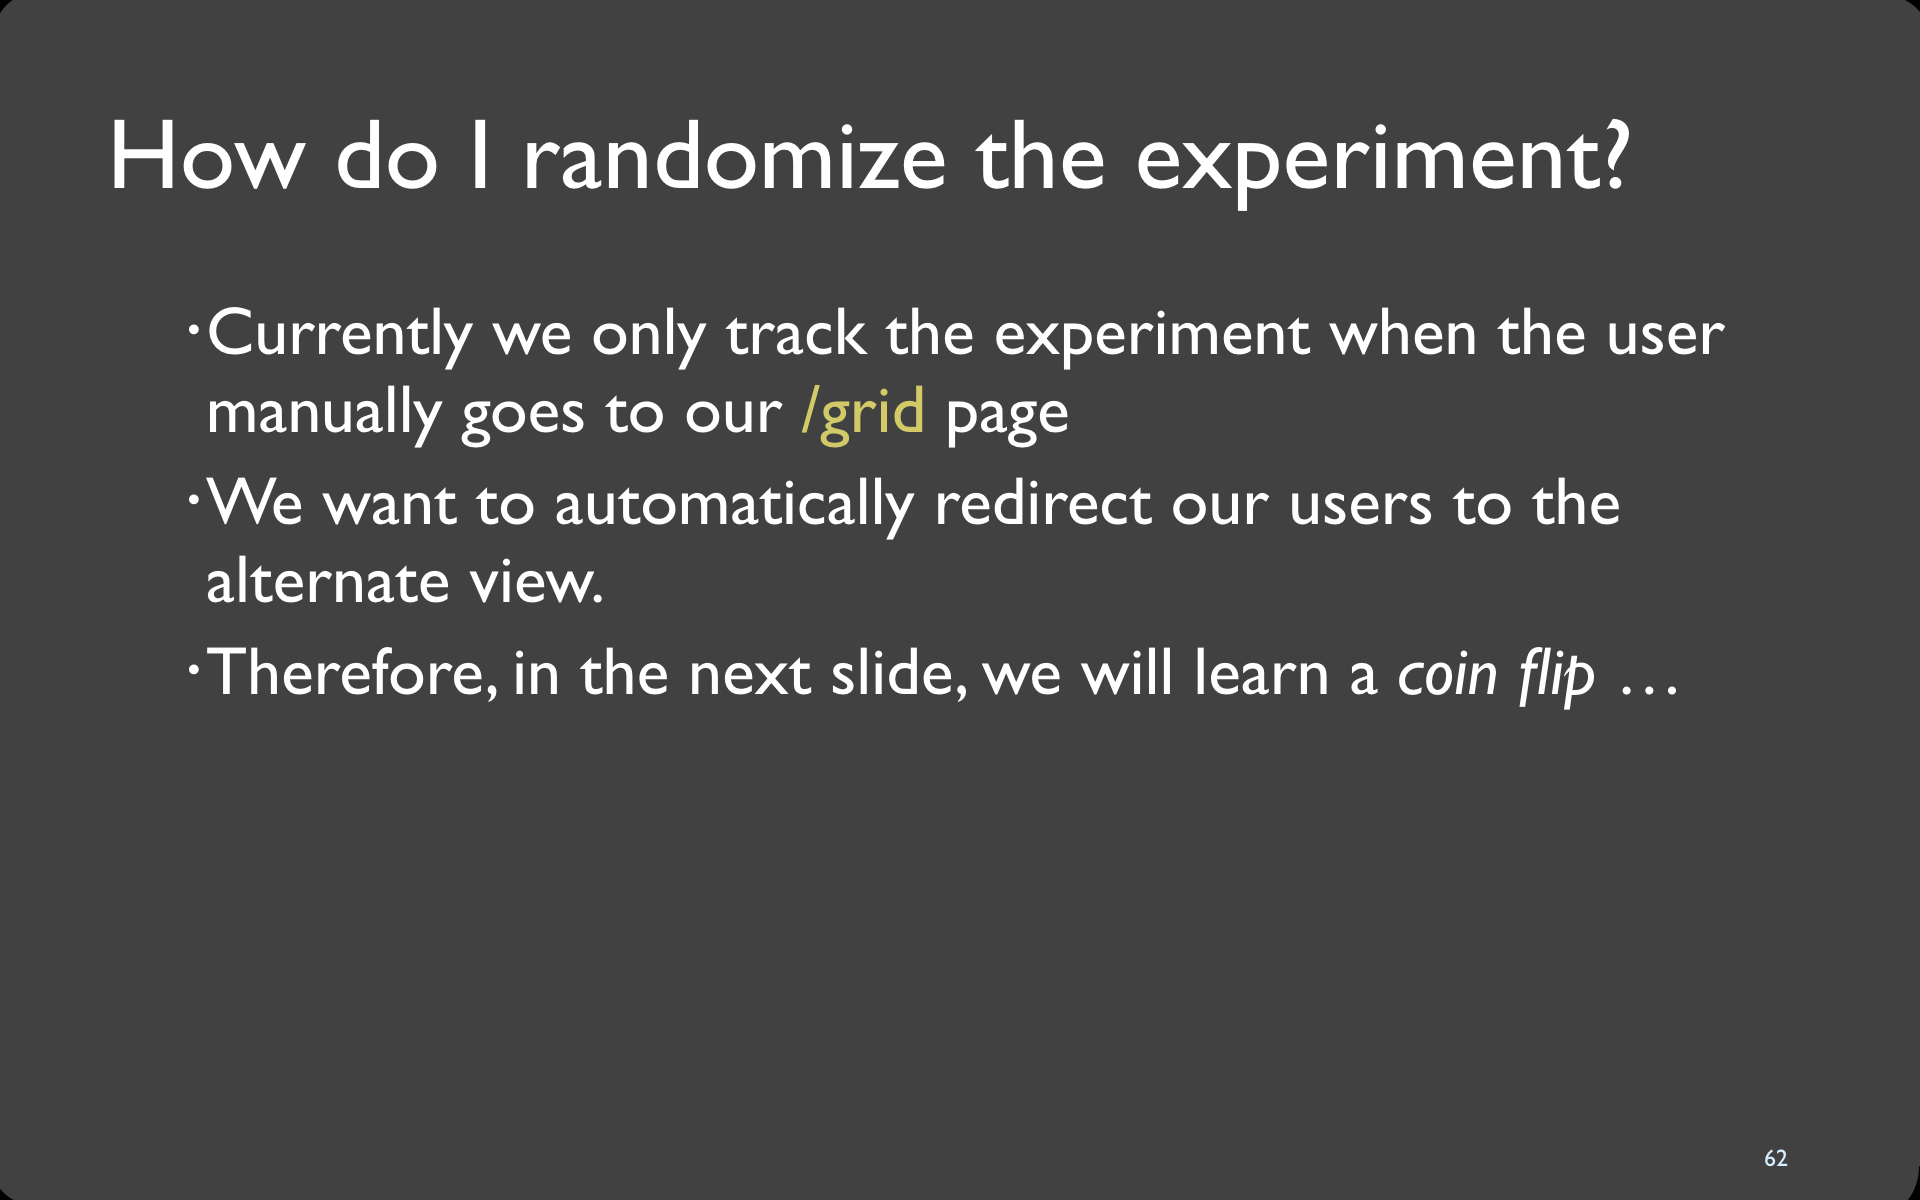 How do I randomize the experiment?
·Currently we only track the experiment when the user
manually goes to our /grid page
·We want to automatically redirect our users to the
alternate view.
·Therefore, in the next slide, we will learn a coin flip …
62